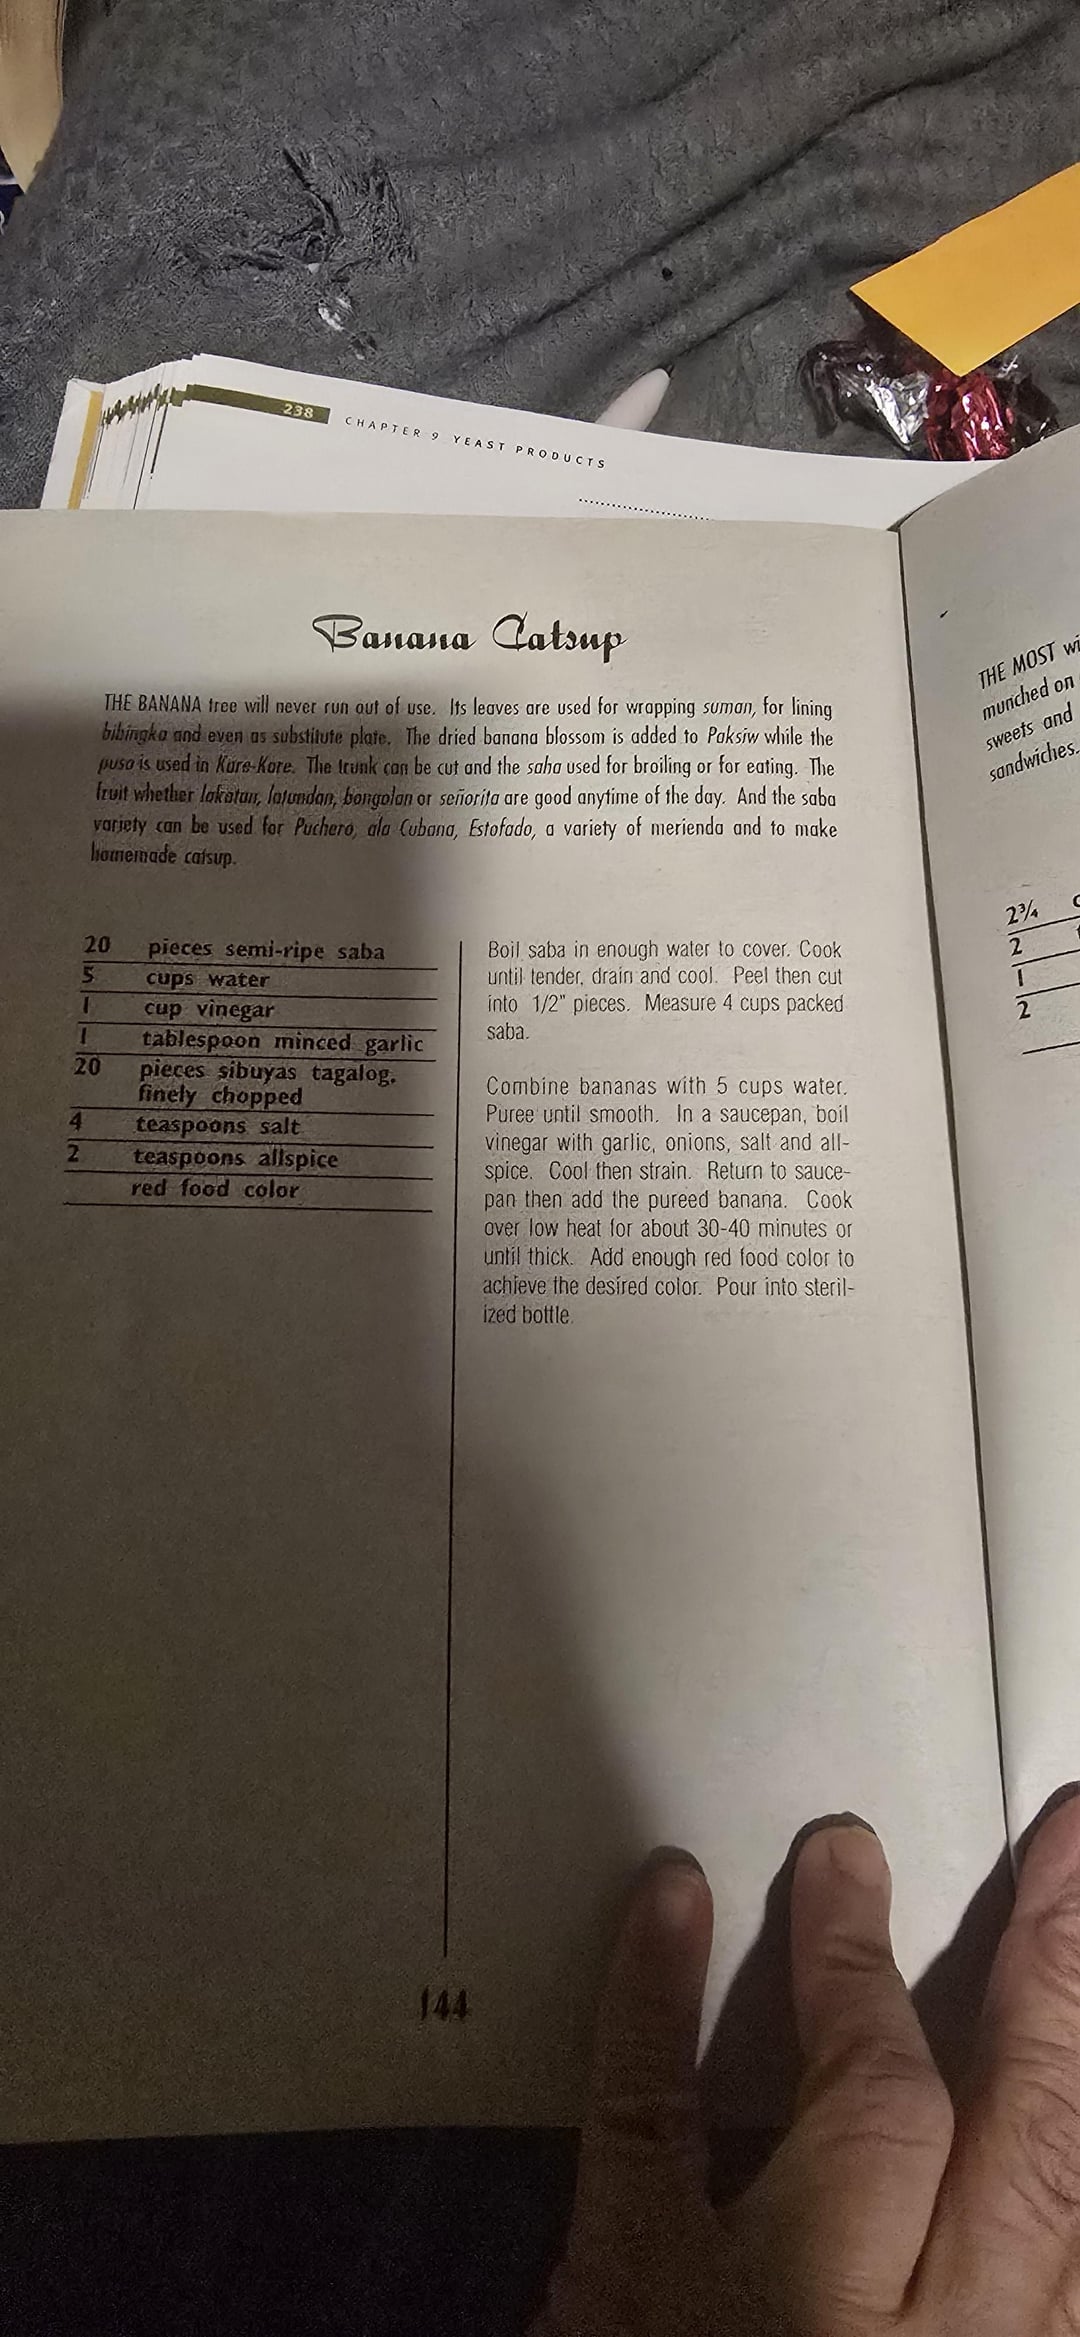 238 CHAPTER 9 YEAST PRODUCTS
Banana Catsup
THE BANANA tree will never run out of use. Its leaves are used for wrapping suman, for lining
bibingka and even as substitute plate. The dried banana blossom is added to Paksiw while the
puso is used in Kare-Kare. The trunk can be cut and the saha used for broiling or for eating. The
fruit whether lakatan, latundan, bongolan or señorita are good anytime of the day. And the saba
variety can be used for Puchero, ala Cubana, Estofado, a variety of merienda and to make
homemade catsup.
20 pieces semi-ripe saba
5 cups water
1 cup vinegar
1 tablespoon minced garlic
20 pieces sibuyas tagalog,
finely chopped
4 teaspoons salt
2 teaspoons allspice
red food color
Boil saba in enough water to cover. Cook
until tender, drain and cool. Peel then cut
into 1/2" pieces. Measure 4 cups packed
saba.
Combine bananas with 5 cups water.
Puree until smooth. In a saucepan, boil
vinegar with garlic, onions, salt and all-
spice. Cool then strain. Return to sauce-
pan then add the pureed banana. Cook
over low heat for about 30-40 minutes or
until thick. Add enough red food color to
achieve the desired color. Pour into steril-
ized bottle.
144
THE MOST
munched on
sweets and
sandwiches.
2¾
2
1
2